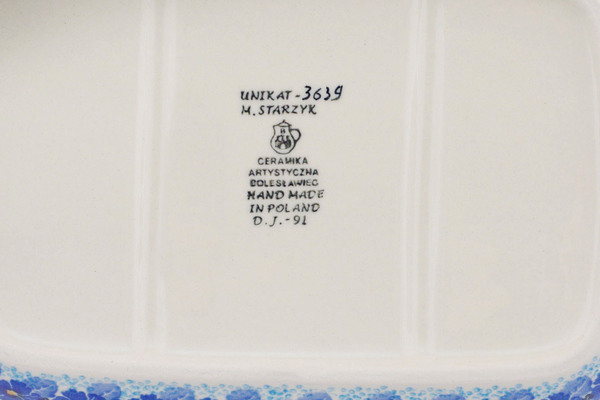 UNIKAT-3639
M. STARZYK
CERAMIKA
ARTYSTYCZNA
BOLESŁAWIEC
HAND MADE
IN POLAND
D.J.-91